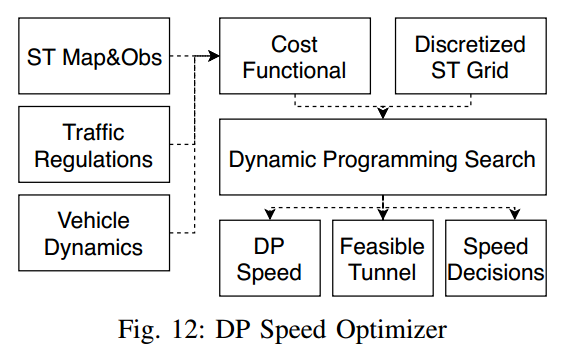 ST Map&Obs
Traffic
Regulations
Vehicle
Dynamics
Cost
Functional
Discretized
ST Grid
Dynamic Programming Search
DP
Speed
Feasible
Tunnel
Speed
Decisions
Fig. 12: DP Speed Optimizer